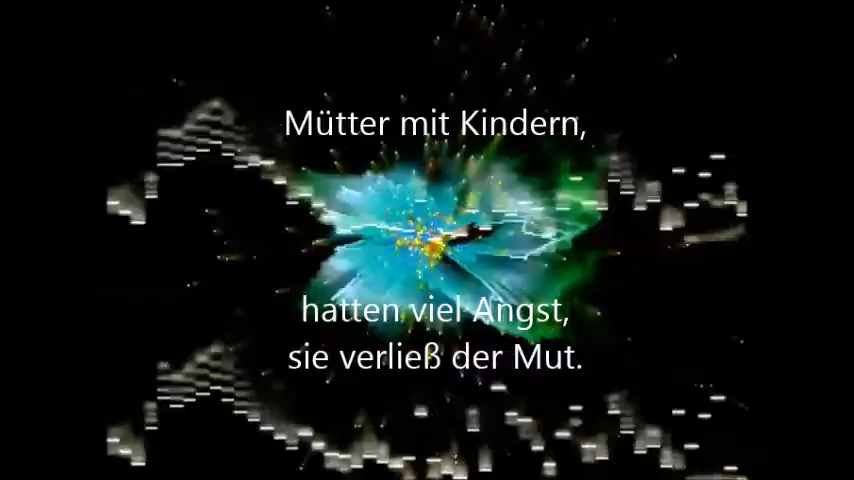 Mütter mit Kindern,
hatten viel Angst,
sie verließ der Mut.